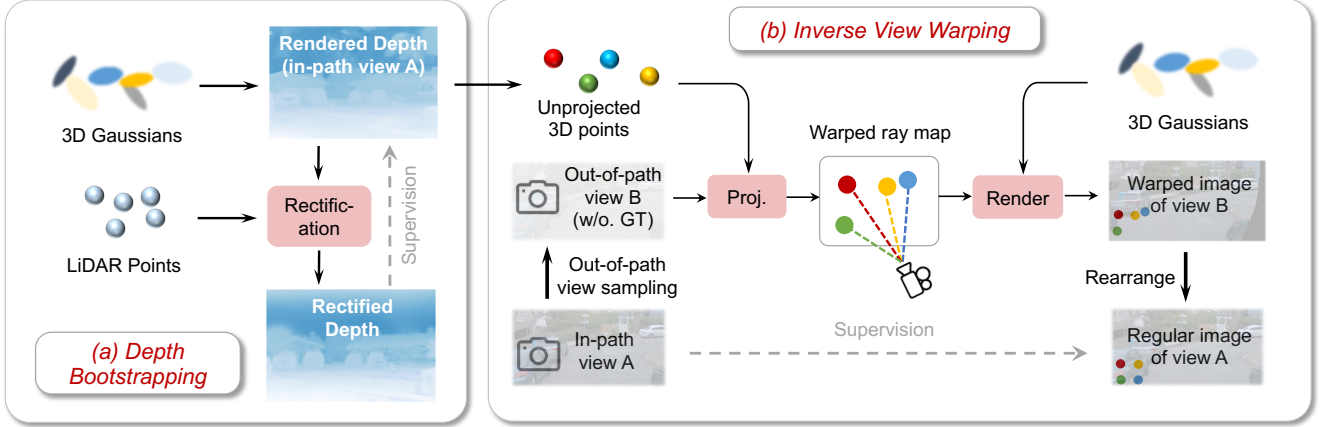 Rendered Depth
(in-path view A)
3D Gaussians
Rectific-
ation
Supervision
LiDAR Points
Rectified
Depth
(a) Depth
Bootstrapping
(b) Inverse View Warping
Unprojected
3D points
3D Gaussians
Warped ray map
Out-of-path
view B
(w/o. GT)
Proj.
Render
Warped image
of view B
Out-of-path
view sampling
Rearrange
In-path
view A
Supervision
Regular image
of view A